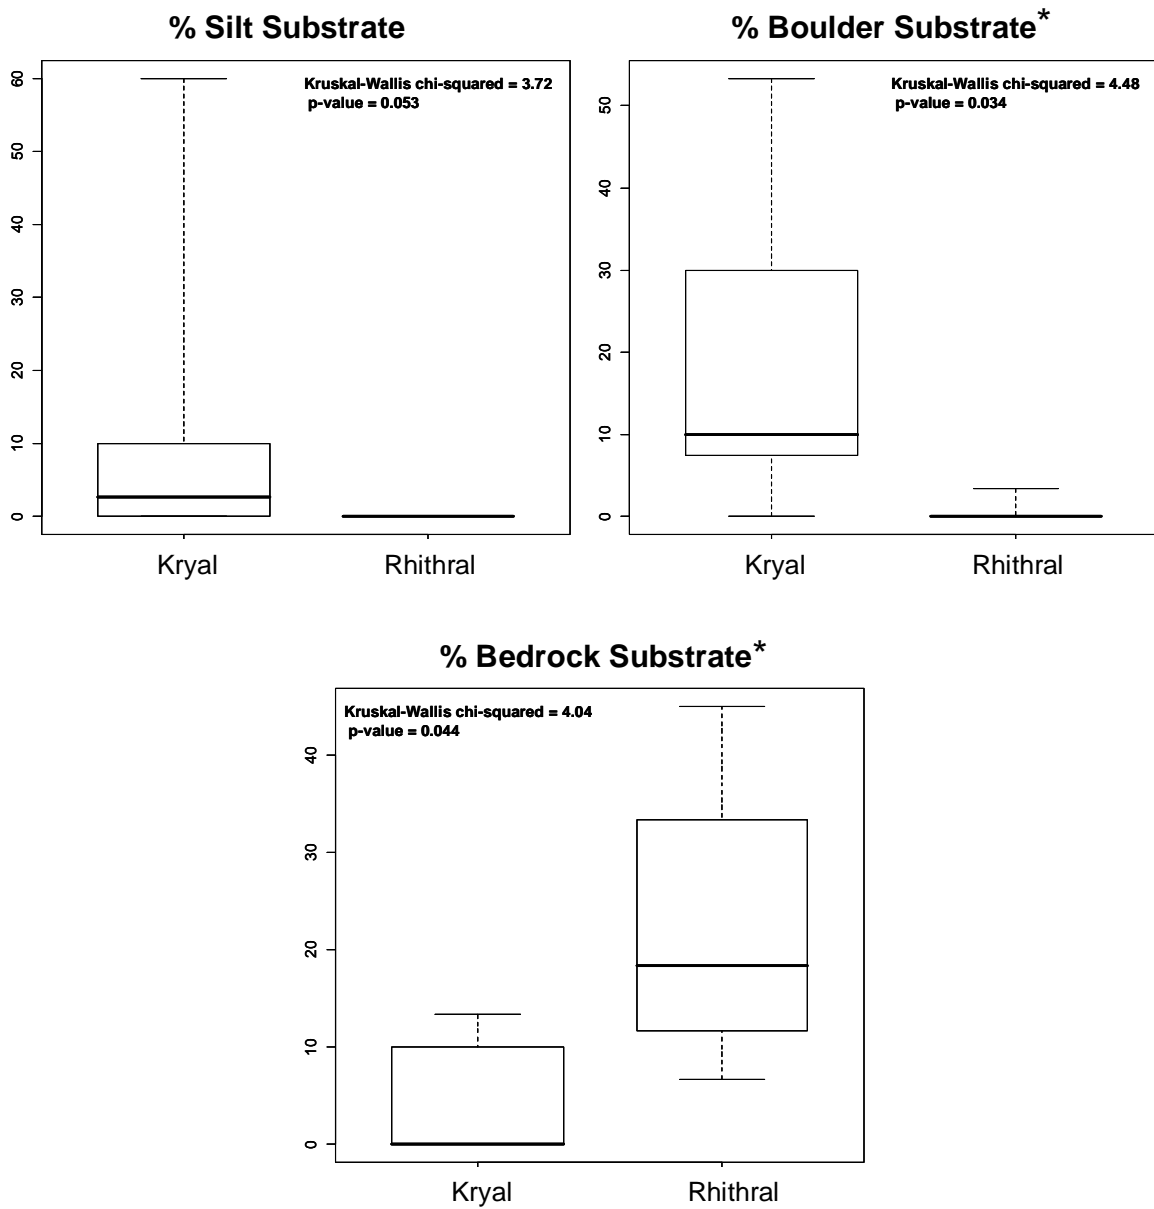 % Silt Substrate
Kruskal-Wallis chi-squared = 3.72
p-value = 0.053
60
50
40
30
20
10
0
Kryal Rhithral
% Boulder Substrate*
Kruskal-Wallis chi-squared = 4.48
p-value = 0.034
50
40
30
20
10
0
Kryal Rhithral
% Bedrock Substrate*
Kruskal-Wallis chi-squared = 4.04
p-value = 0.044
40
30
20
10
0
Kryal Rhithral